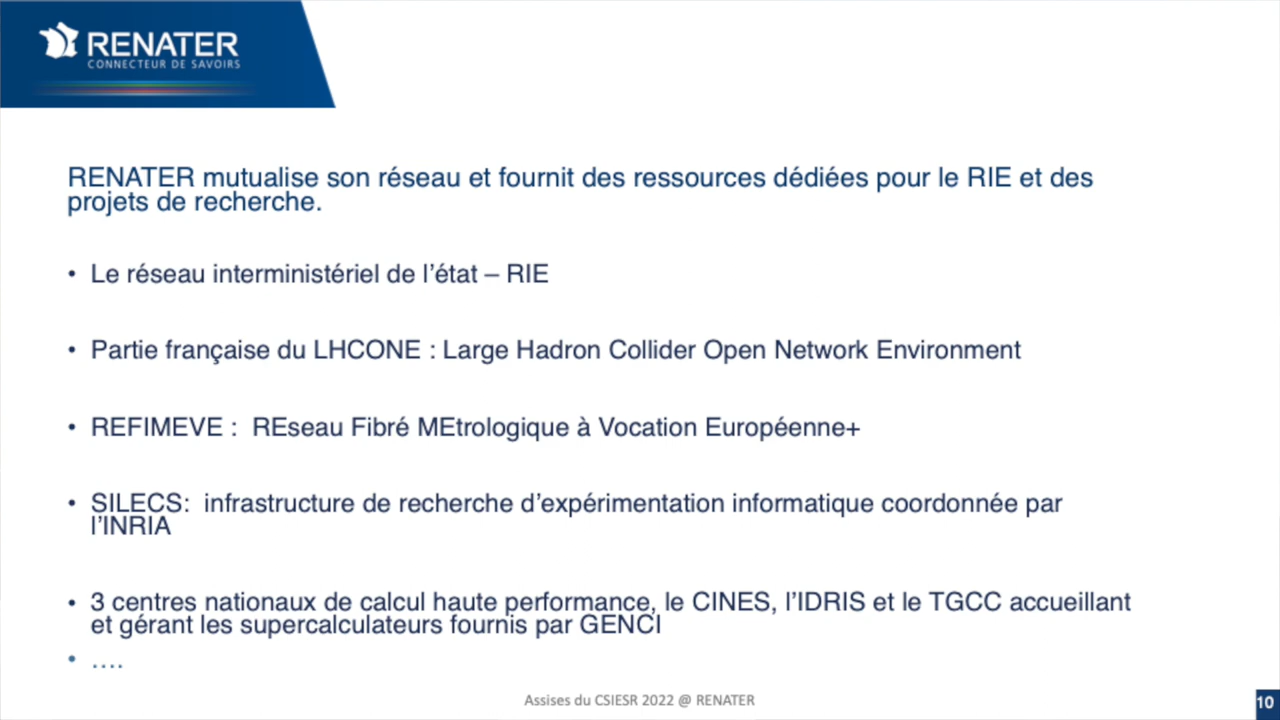 RENATER
CONNECTEUR DE SAVOIRS
RENATER mutualise son réseau et fournit des ressources dédiées pour le RIE et des
projets de recherche.
• Le réseau interministériel de l’état – RIE
• Partie française du LHCONE : Large Hadron Collider Open Network Environment
• REFIMEVE :  REseau Fibré MEtrologique à Vocation Européenne+
• SILECS:  infrastructure de recherche d’expérimentation informatique coordonnée par
l’INRIA
• 3 centres nationaux de calcul haute performance, le CINES, l’IDRIS et le TGCC accueillant
et gérant les supercalculateurs fournis par GENCI
• ....
Assises du CSIESR 2022 @ RENATER
10